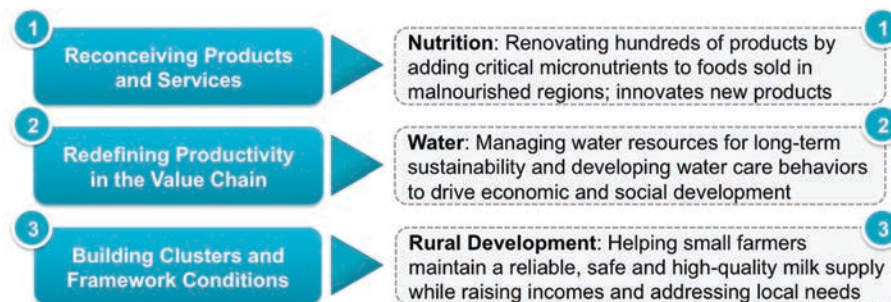 1
Reconceiving Products
and Services
Nutrition: Renovating hundreds of products by
adding critical micronutrients to foods sold in
malnourished regions; innovates new products
1
2
Redefining Productivity
in the Value Chain
Water: Managing water resources for long-term
sustainability and developing water care behaviors
to drive economic and social development
2
3
Building Clusters and
Framework Conditions
Rural Development: Helping small farmers
maintain a reliable, safe and high-quality milk supply
while raising incomes and addressing local needs
3